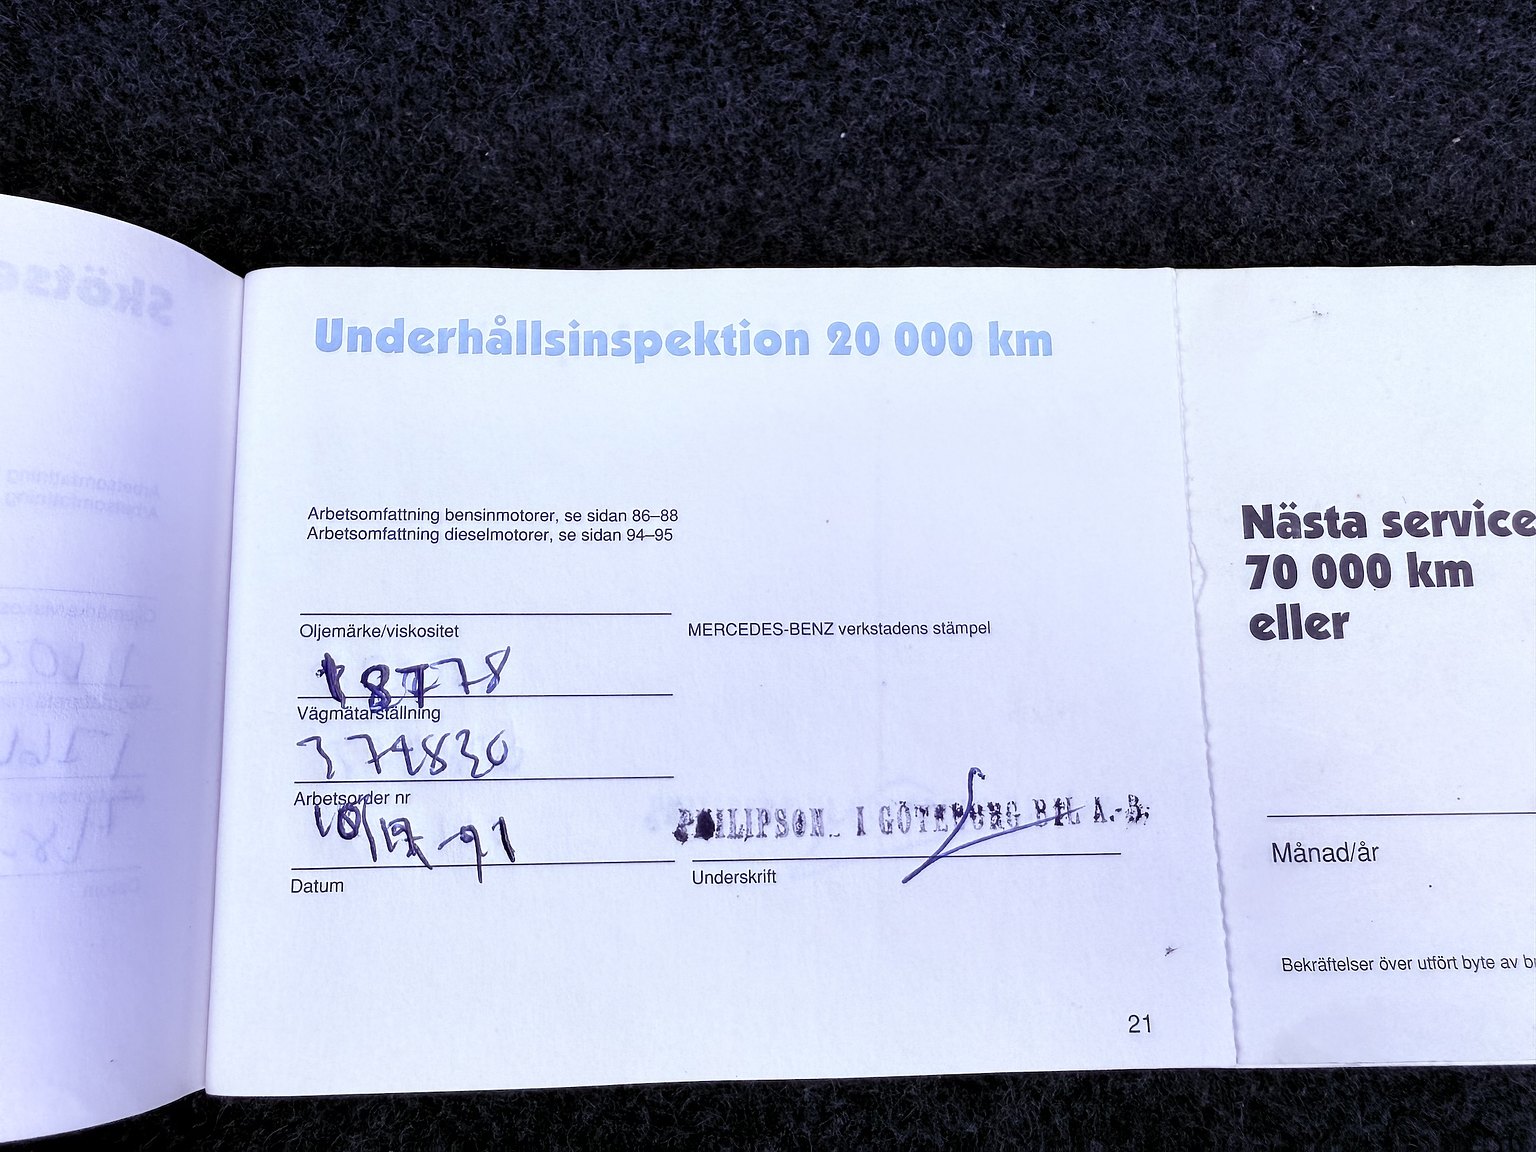 Underhållsinspektion 20 000 km
Arbetsomfattning bensinmotorer, se sidan 86–88
Arbetsomfattning dieselmotorer, se sidan 94–95
Oljemärke/viskositet
MERCEDES-BENZ verkstadens stämpel
18778
Vägmätarställning
374830
Arbetsorder nr
PHILIPSON I GÖTEBORG BIL A.-B.
Datum
Underskrift
21
Nästa service
70 000 km
eller
Månad/år
Bekräftelser över utfört byte av